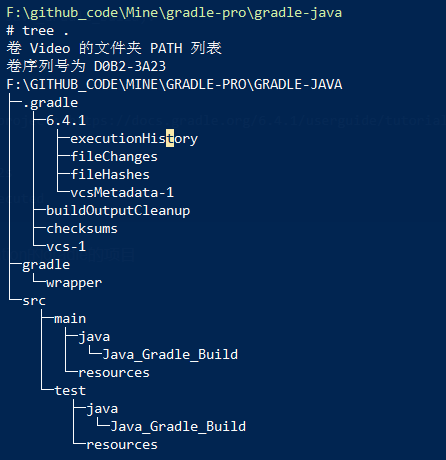 F:\github_code\Mine\gradle-pro\gradle-java
# tree .
卷 Video 的文件夹 PATH 列表
卷序列号为 D0B2-3A23
F:\GITHUB_CODE\MINE\GRADLE-PRO\GRADLE-JAVA
├─.gradle
│  ├─6.4.1
│  │  ├─executionHistory
│  │  ├─fileChanges
│  │  ├─fileHashes
│  │  └─vcsMetadata-1
│  ├─buildOutputCleanup
│  ├─checksums
│  └─vcs-1
├─gradle
│  └─wrapper
└─src
    ├─main
    │  ├─java
    │  │  └─Java_Gradle_Build
    │  └─resources
    └─test
        ├─java
        │  └─Java_Gradle_Build
        └─resources